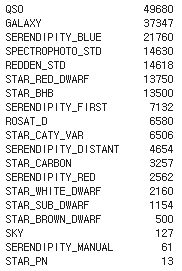 QSO 49680
GALAXY 37347
SERENDIPITY_BLUE 21760
SPECTROPHOTO_STD 14630
REDDEN_STD 14618
STAR_RED_DWARF 13750
STAR_BHB 13500
SERENDIPITY_FIRST 7132
ROSAT_D 6580
STAR_CATY_VAR 6506
SERENDIPITY_DISTANT 4654
STAR_CARBON 3257
SERENDIPITY_RED 2562
STAR_WHITE_DWARF 2160
STAR_SUB_DWARF 1154
STAR_BROWN_DWARF 500
SKY 127
SERENDIPITY_MANUAL 61
STAR_PN 13